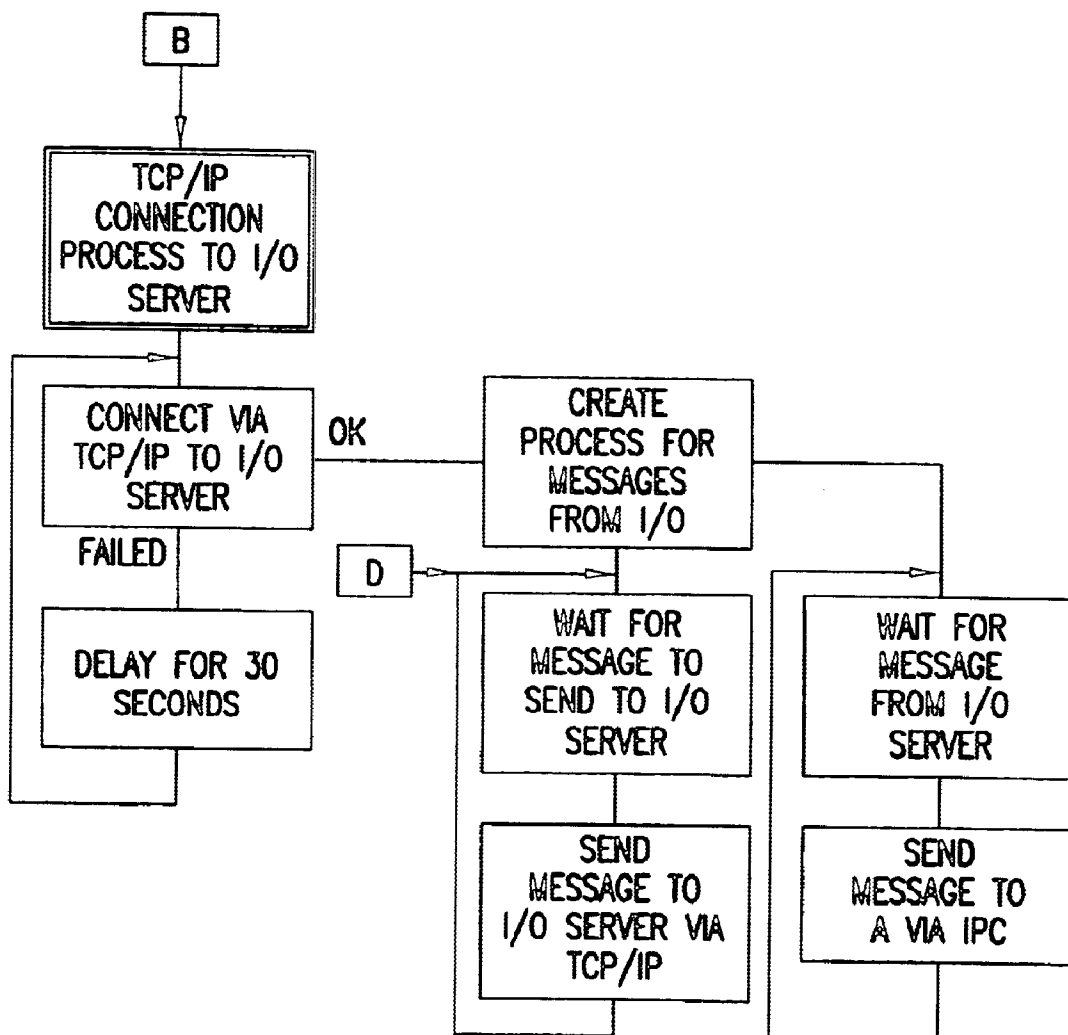 B
TCP/IP
CONNECTION
PROCESS TO I/O
SERVER
CONNECT VIA
TCP/IP TO I/O
SERVER
OK
FAILED
DELAY FOR 30
SECONDS
CREATE
PROCESS FOR
MESSAGES
FROM I/O
D
WAIT FOR
MESSAGE TO
SEND TO I/O
SERVER
SEND
MESSAGE TO
I/O SERVER VIA
TCP/IP
WAIT FOR
MESSAGE
FROM I/O
SERVER
SEND
MESSAGE TO
A VIA IPC